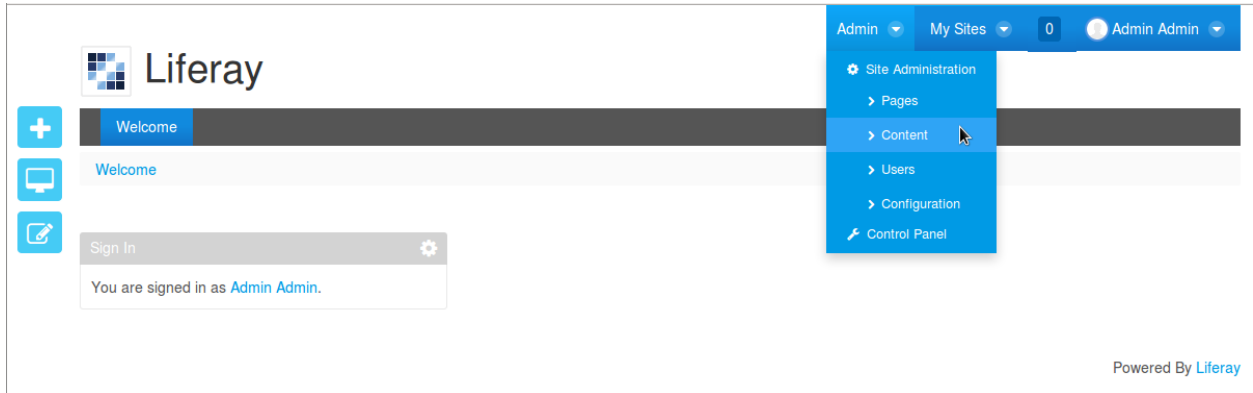 Admin My Sites 0 Admin Admin
Liferay
Site Administration
Pages
Content
Users
Configuration
Control Panel
Welcome
Welcome
Sign In
You are signed in as Admin Admin.
Powered By Liferay